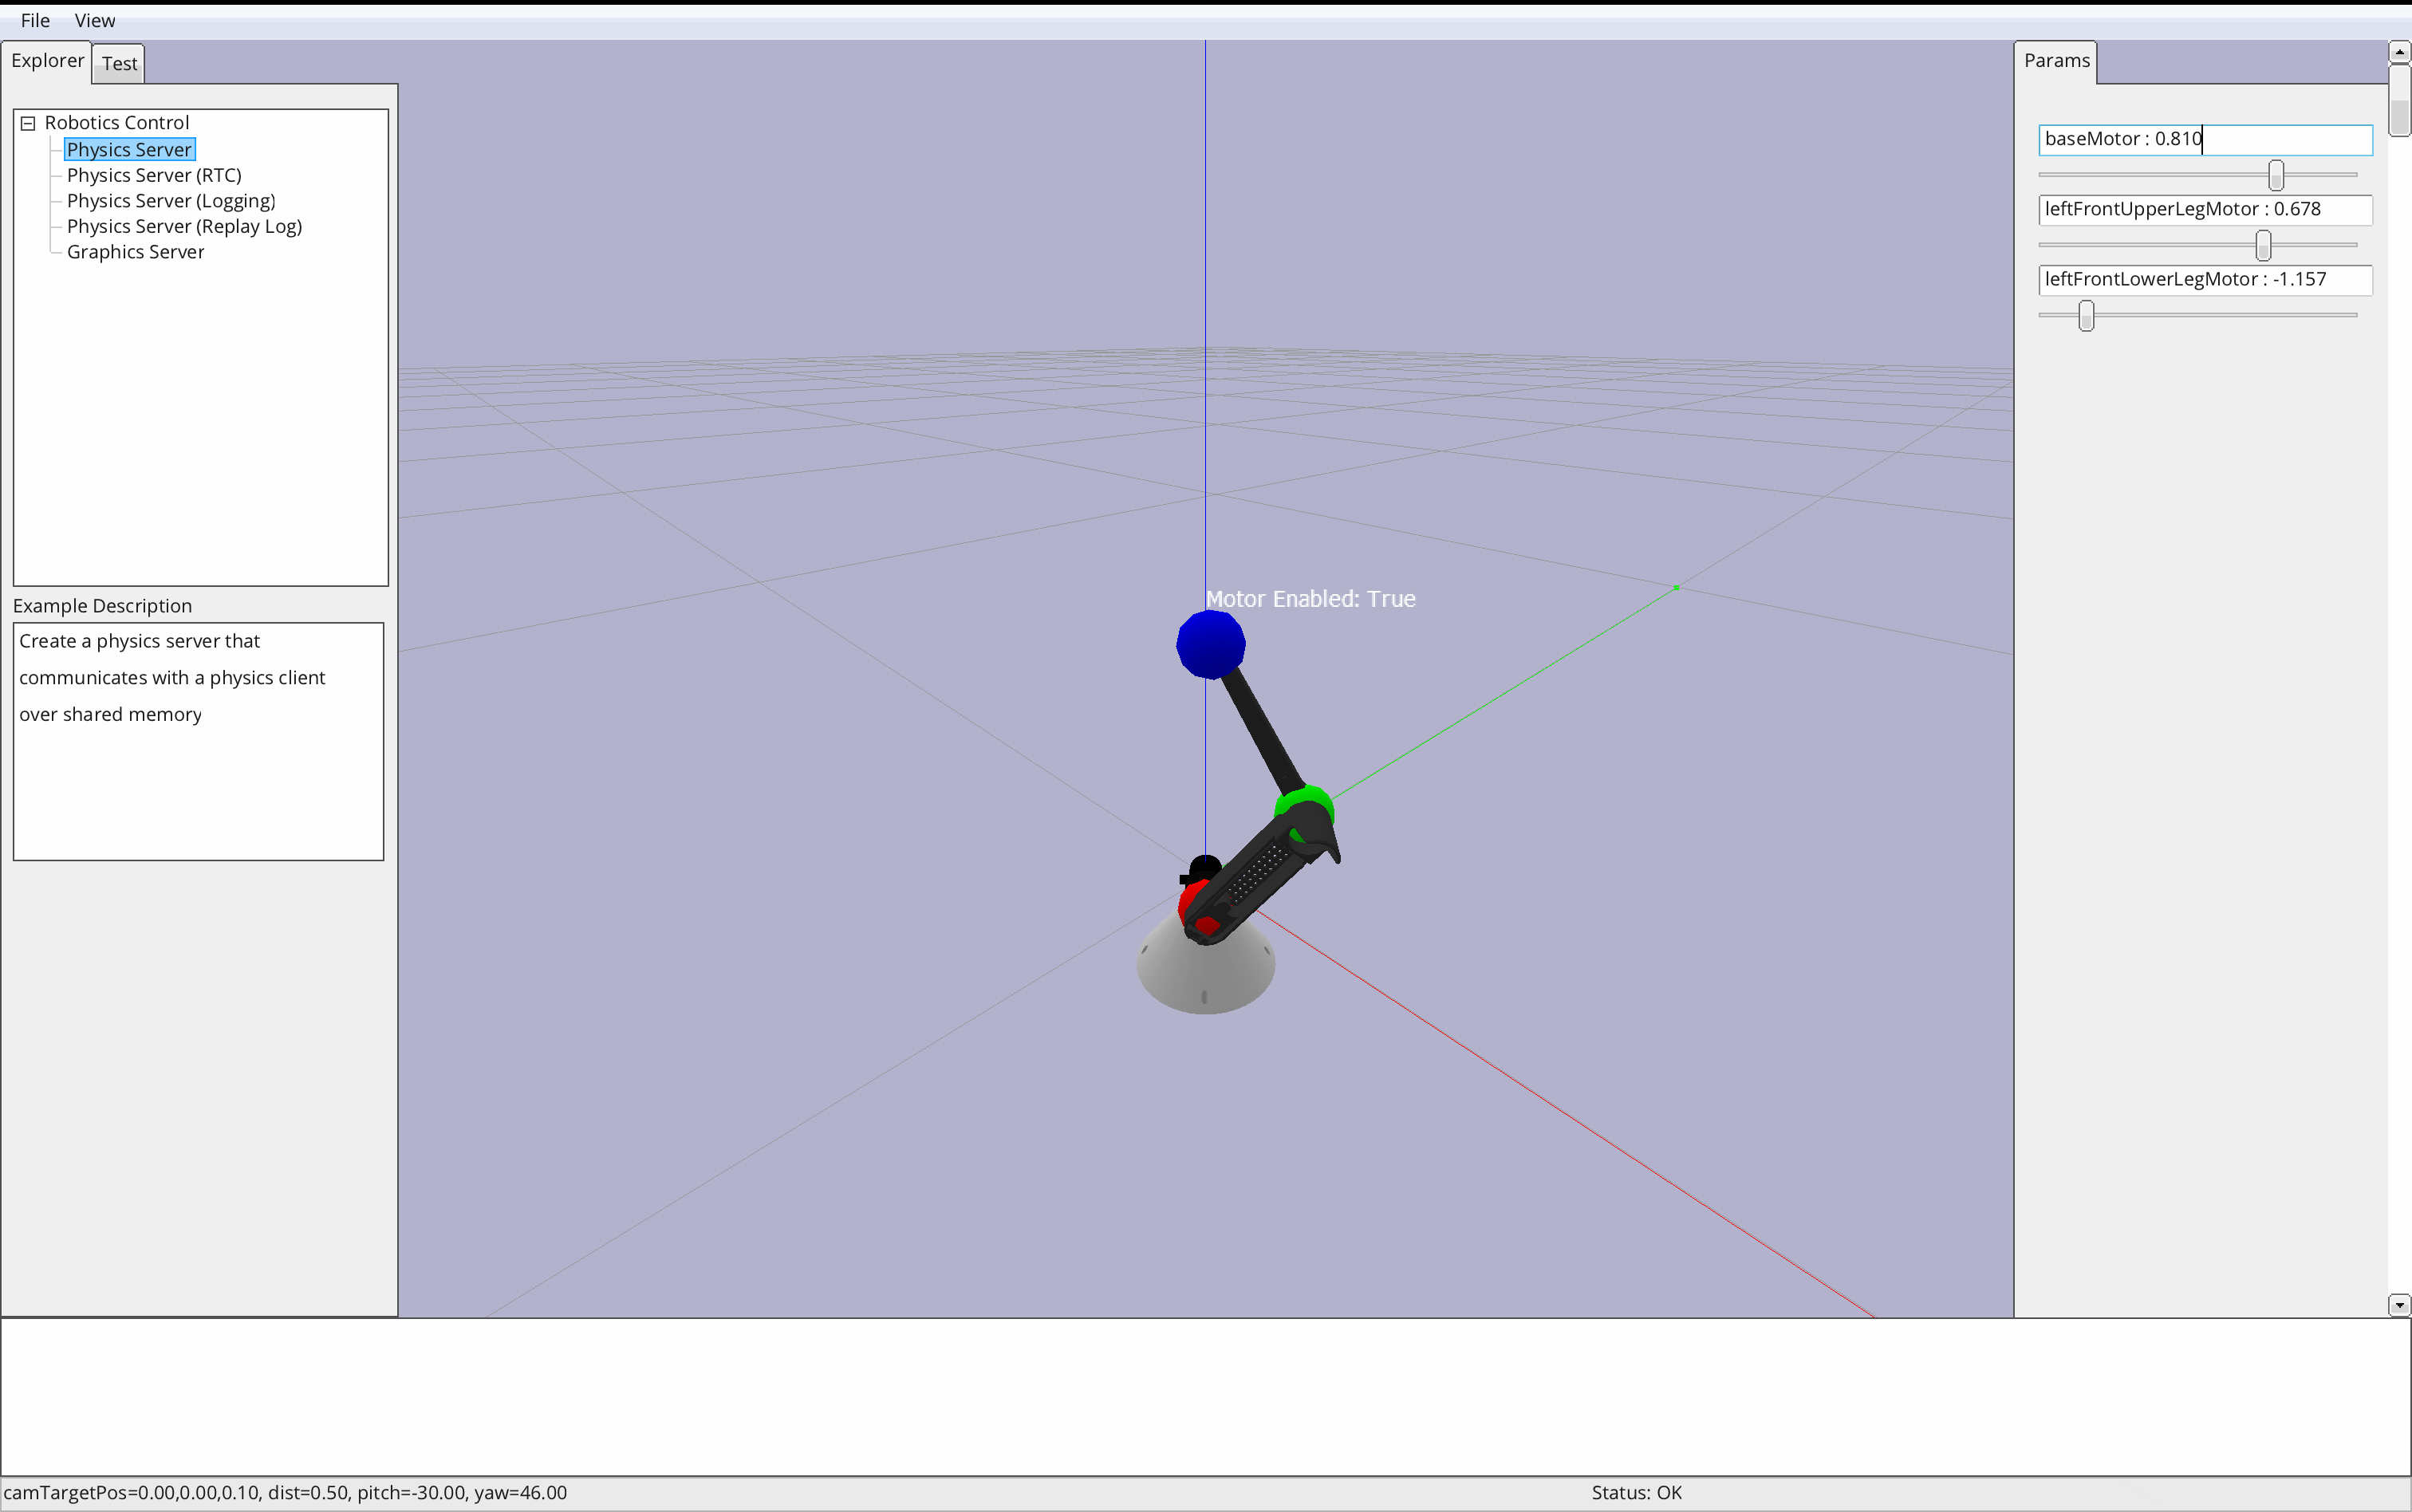 File View
Explorer Test
Params
Robotics Control
Physics Server
Physics Server (RTC)
Physics Server (Logging)
Physics Server (Replay Log)
Graphics Server
Example Description
Create a physics server that
communicates with a physics client
over shared memory
Motor Enabled: True
baseMotor : 0.810
leftFrontUpperLegMotor : 0.678
leftFrontLowerLegMotor : -1.157
camTargetPos=0.00,0.00,0.10, dist=0.50, pitch=-30.00, yaw=46.00
Status: OK